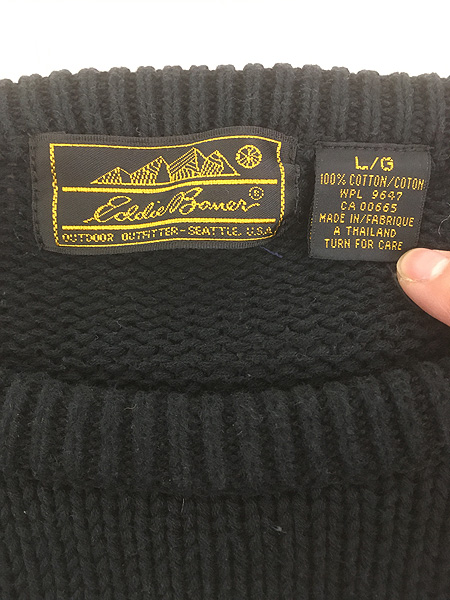 Eddie Bauer®
OUTDOOR OUTFITTER-SEATTLE, U.S.A.
L/G
100% COTTON/COTON
WPL 9647
CA 00665
MADE IN/FABRIQUE
A THAILAND
TURN FOR CARE